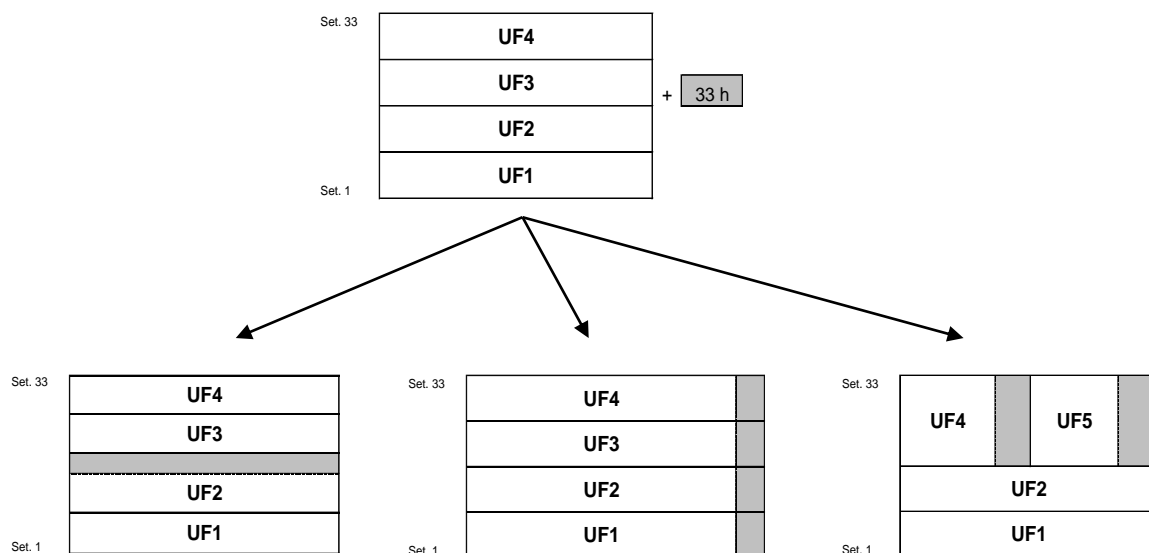 Set. 33
UF4
UF3
+ 33 h
UF2
UF1
Set. 1
Set. 33
UF4
UF3
UF2
UF1
Set. 1
Set. 33
UF4
UF3
UF2
UF1
Set. 1
Set. 33
UF4 UF5
UF2
UF1
Set. 1